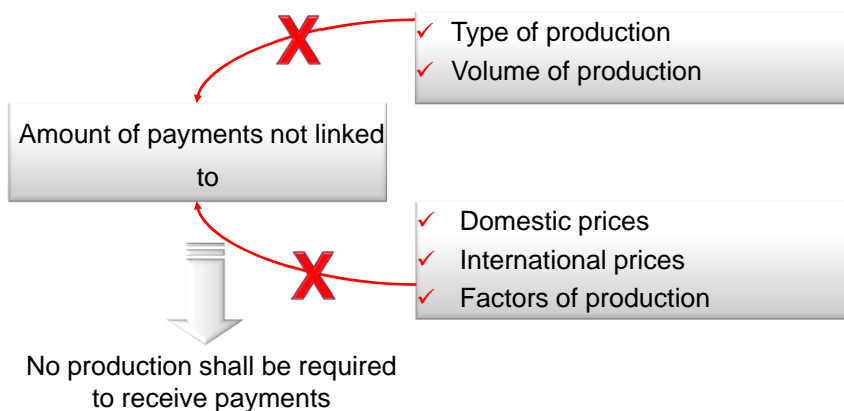 ✓ Type of production
✓ Volume of production
Amount of payments not linked
to
✓ Domestic prices
✓ International prices
✓ Factors of production
No production shall be required
to receive payments